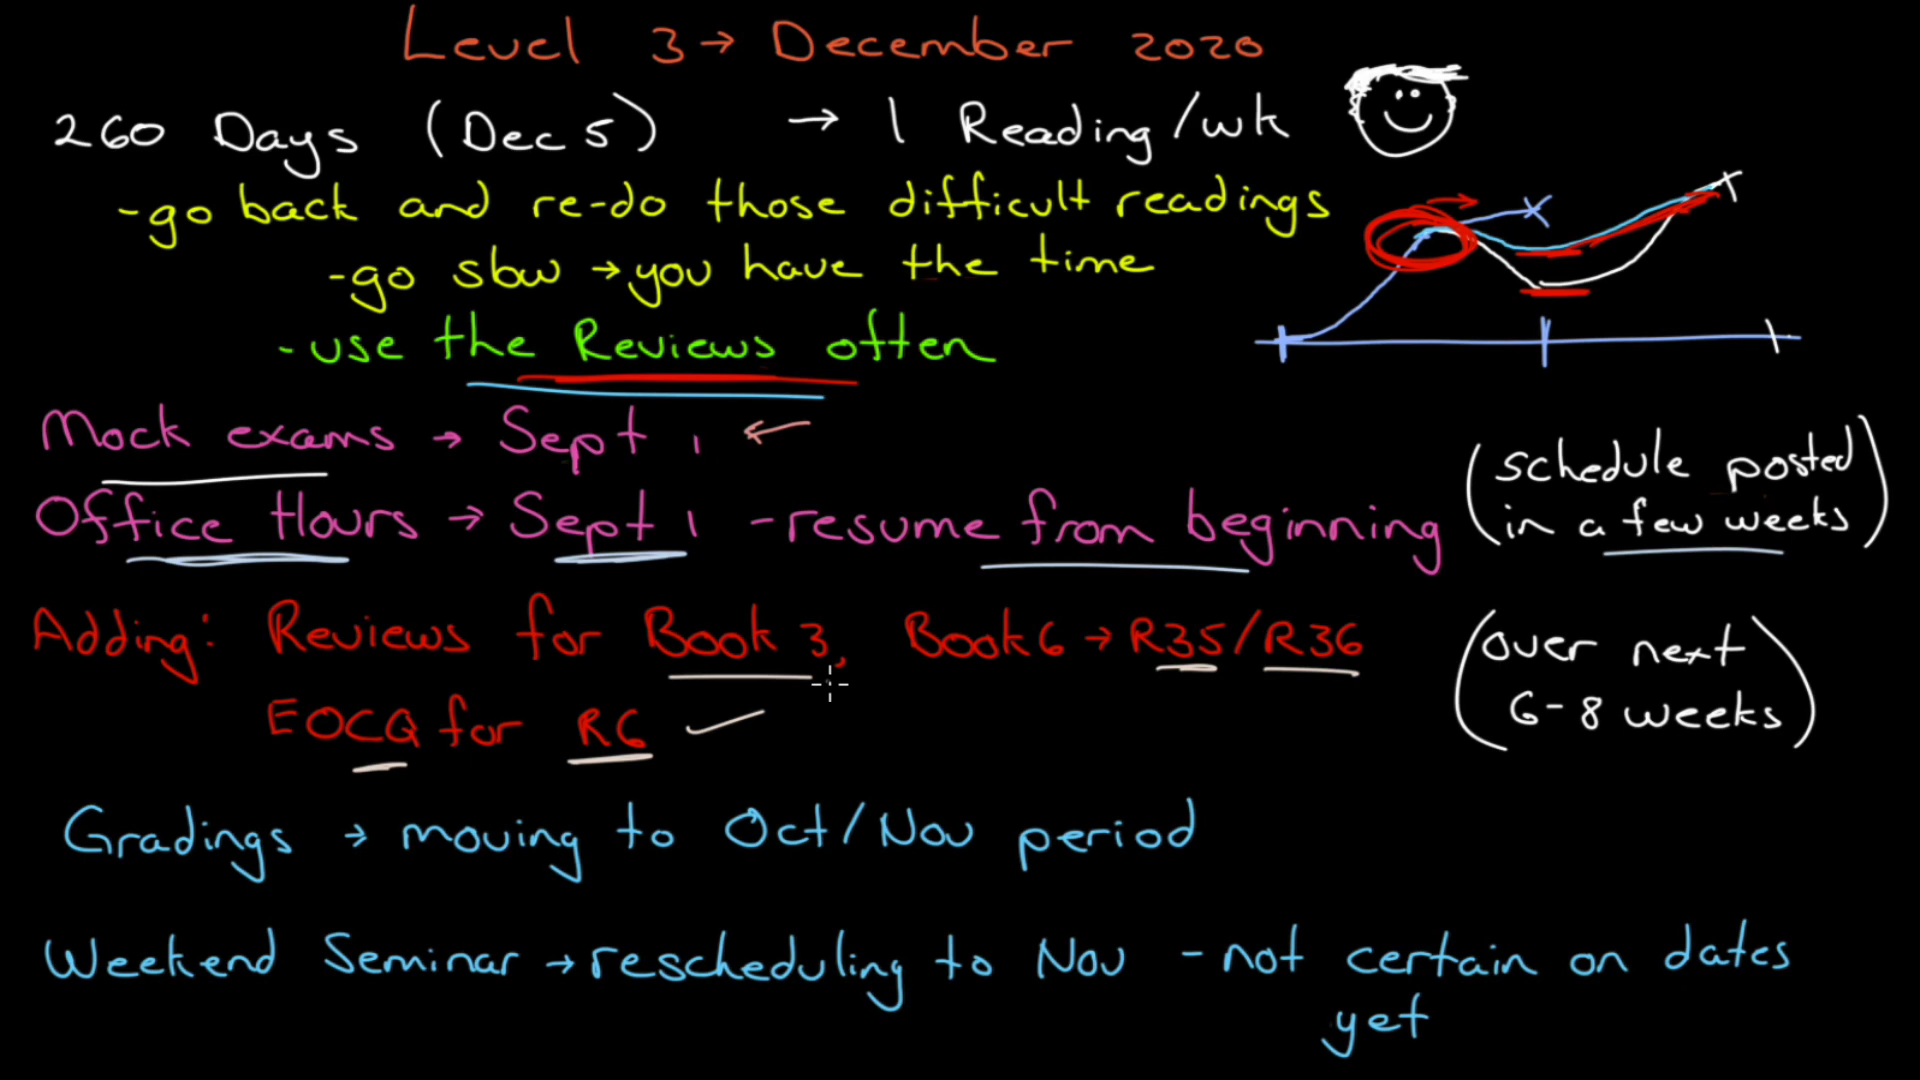 Level 3 → December 2020
260 Days (Dec 5) → 1 Reading/wk
-go back and re-do those difficult readings
-go slow → you have the time
-use the Reviews often
Mock exams → Sept 1 ←
Office Hours → Sept 1 - resume from beginning
(schedule posted
in a few weeks)
Adding: Reviews for Book 3, Book 6 → R35/R36
EOCQ for R6 ✓
(over next
6-8 weeks)
Gradings → moving to Oct/Nov period
Weekend Seminar → rescheduling to Nov - not certain on dates
yet